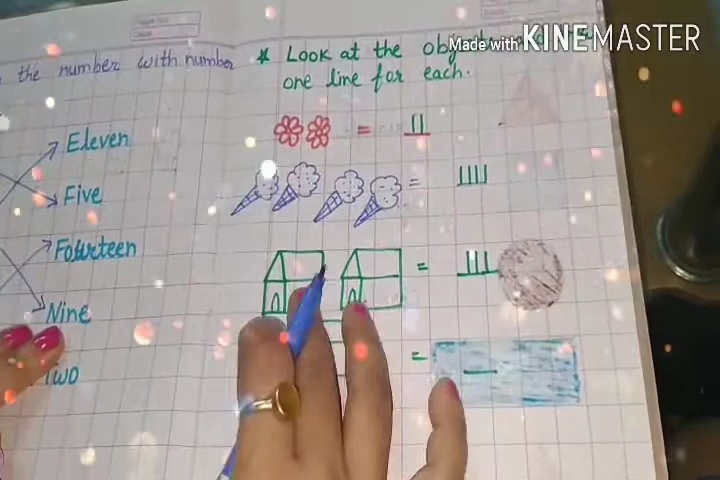 Made with KINEMASTER
the number with number
Eleven
Five
Fourteen
Nine
Two
* Look at the
one line for each.
=
=
=
=